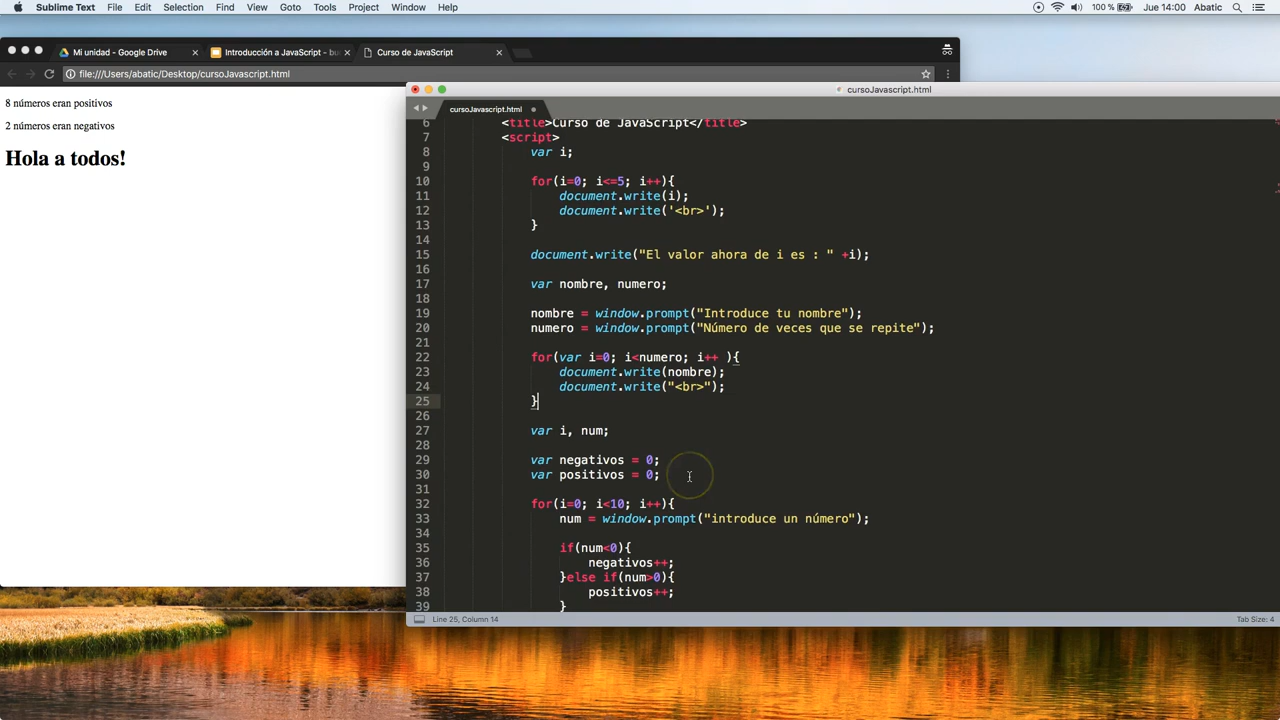 Sublime Text File Edit Selection Find View Goto Tools Project Window Help 100 % Jue 14:00 Abatic
Mi unidad - Google Drive × Introducción a JavaScript - bu × Curso de JavaScript ×
file:///Users/abatic/Desktop/cursoJavascript.html
8 números eran positivos
2 números eran negativos
Hola a todos!
cursoJavascript.html
cursoJavascript.html
6 <title>Curso de JavaScript</title>
7 <script>
8 var i;
9
10 for(i=0; i<=5; i++){
11 document.write(i);
12 document.write('<br>');
13 }
14
15 document.write("El valor ahora de i es : " +i);
16
17 var nombre, numero;
18
19 nombre = window.prompt("Introduce tu nombre");
20 numero = window.prompt("Número de veces que se repite");
21
22 for(var i=0; i<numero; i++ ){
23 document.write(nombre);
24 document.write("<br>");
25 }
26
27 var i, num;
28
29 var negativos = 0;
30 var positivos = 0;
31
32 for(i=0; i<10; i++){
33 num = window.prompt("introduce un número");
34
35 if(num<0){
36 negativos++;
37 }else if(num>0){
38 positivos++;
39 }
Line 25, Column 14 Tab Size: 4